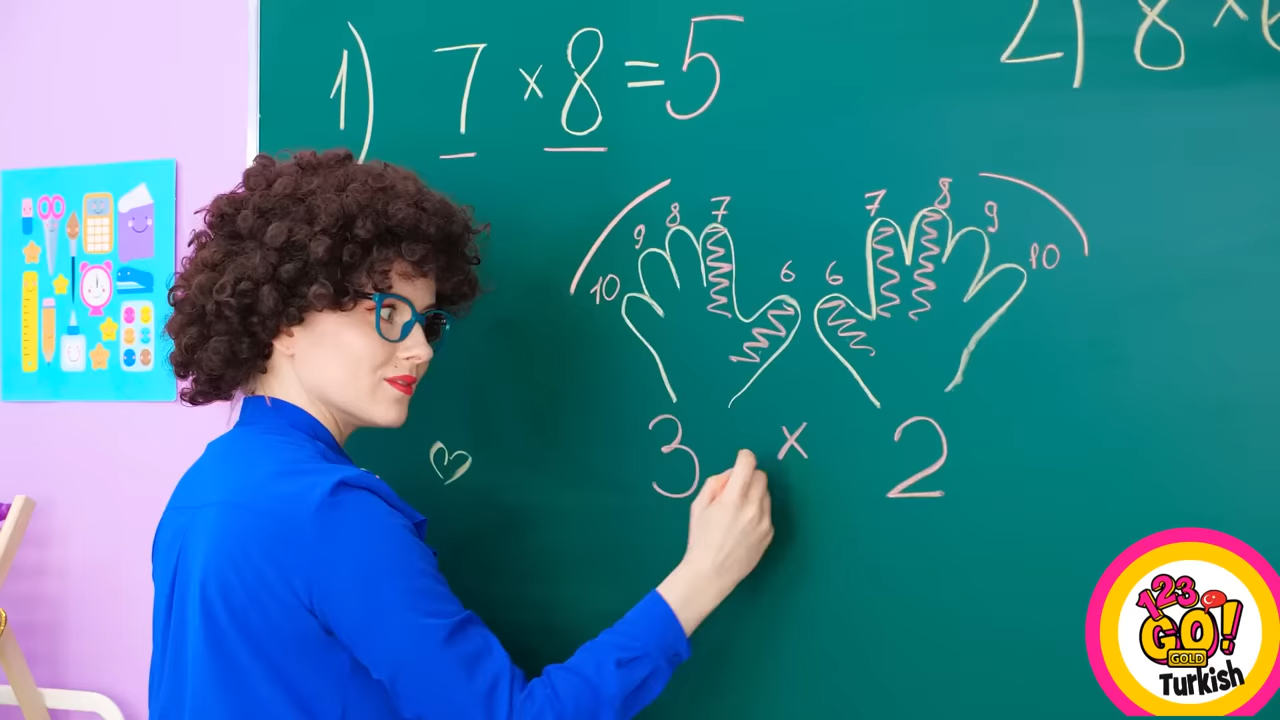 1) 7 × 8 = 5
2) 8 ×
10 9 8 7 6 6 7 8 9 10
3 × 2
123
GO!
GOLD
Turkish